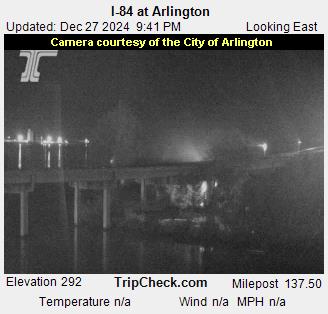 I-84 at Arlington
Updated: Dec 27 2024 9:41 PM Looking East
Camera courtesy of the City of Arlington
Elevation 292 TripCheck.com Milepost 137.50
Temperature n/a Wind n/a MPH n/a